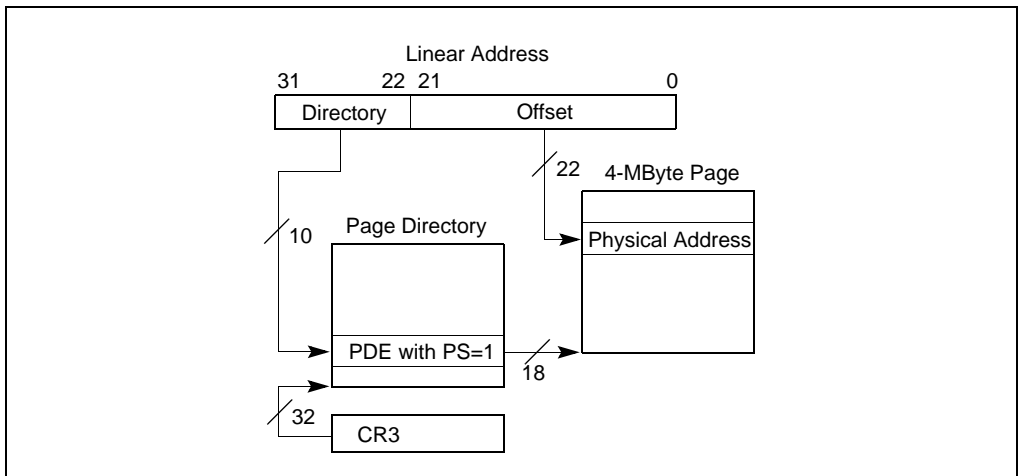 Linear Address
31 22 21 0
Directory Offset
22
4-MByte Page
10
Page Directory
Physical Address
PDE with PS=1
18
32
CR3